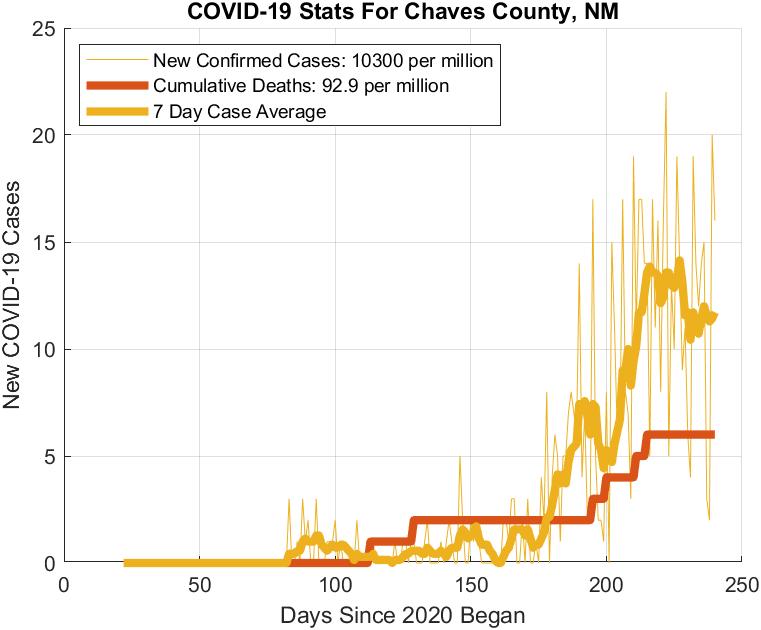 COVID-19 Stats For Chaves County, NM
New Confirmed Cases: 10300 per million
Cumulative Deaths: 92.9 per million
7 Day Case Average
New COVID-19 Cases
25
20
15
10
5
0
0 50 100 150 200 250
Days Since 2020 Began